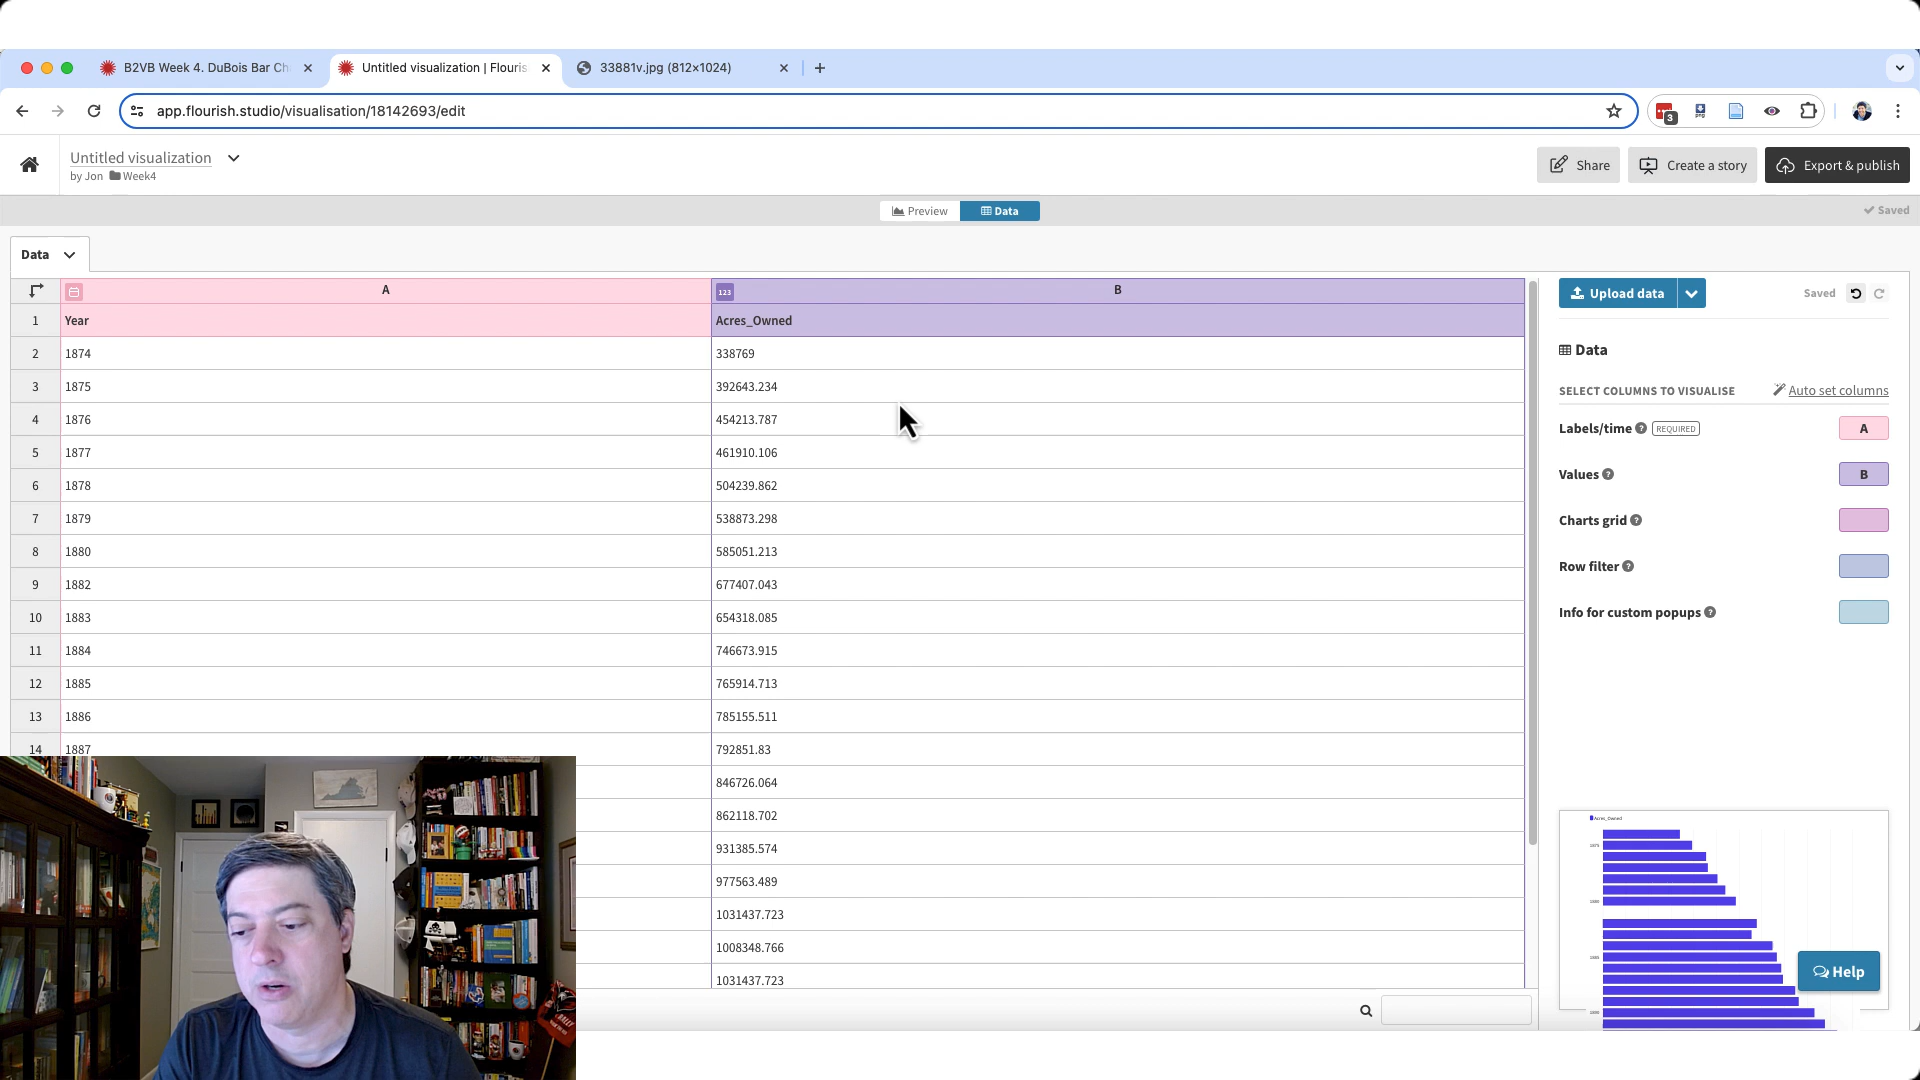 B2VB Week 4. DuBois Bar Ch
Untitled visualization | Flouris
33881v.jpg (812×1024)
app.flourish.studio/visualisation/18142693/edit
3
Untitled visualization
by Jon Week4
Share
Create a story
Export & publish
Preview
Data
Saved
Data
A
B
123
1 Year Acres_Owned
2 1874 338769
3 1875 392643.234
4 1876 454213.787
5 1877 461910.106
6 1878 504239.862
7 1879 538873.298
8 1880 585051.213
9 1882 677407.043
10 1883 654318.085
11 1884 746673.915
12 1885 765914.713
13 1886 785155.511
14 1887 792851.83
846726.064
862118.702
931385.574
977563.489
1031437.723
1008348.766
1031437.723
Upload data
Saved
Data
SELECT COLUMNS TO VISUALISE
Auto set columns
Labels/time ? REQUIRED A
Values ? B
Charts grid ?
Row filter ?
Info for custom popups ?
Acres_Owned
Help